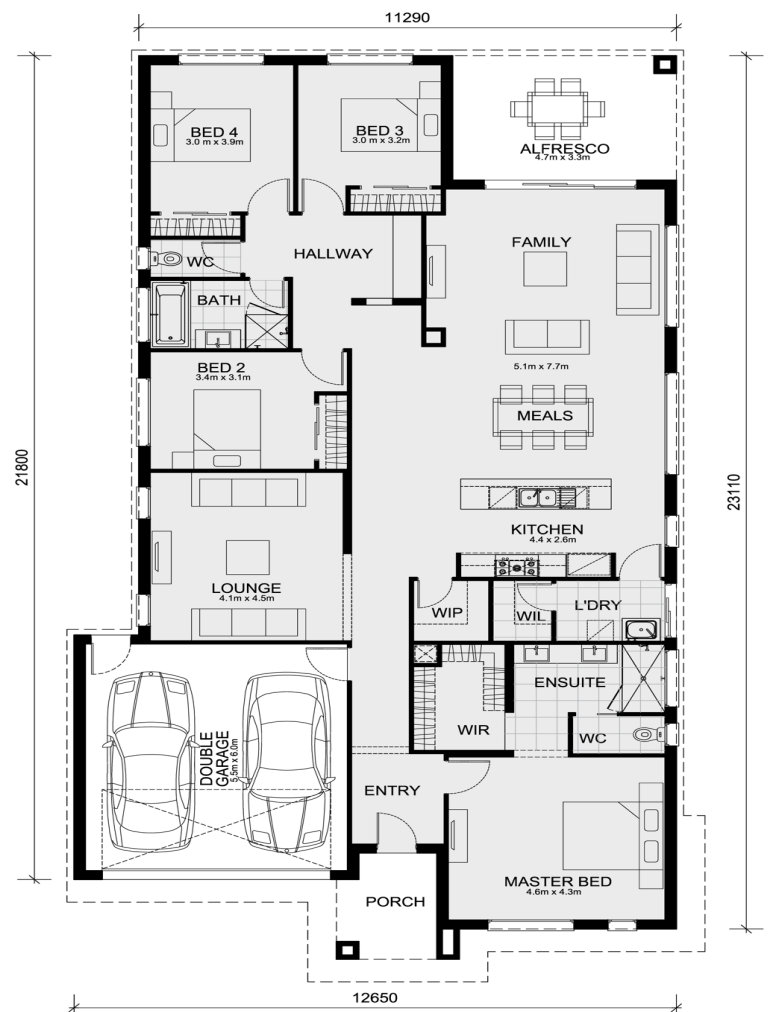 11290
BED 4
3.0 m x 3.9m
BED 3
3.0 m x 3.2m
ALFRESCO
4.7m x 3.3m
WC
HALLWAY
FAMILY
BATH
5.1m x 7.7m
BED 2
3.4m x 3.1m
MEALS
21800
23110
KITCHEN
4.4 x 2.6m
LOUNGE
4.1m x 4.5m
WIP
WIL
L'DRY
ENSUITE
WIR
WC
DOUBLE
GARAGE
5.5m x 6.0m
ENTRY
MASTER BED
4.6m x 4.3m
PORCH
12650